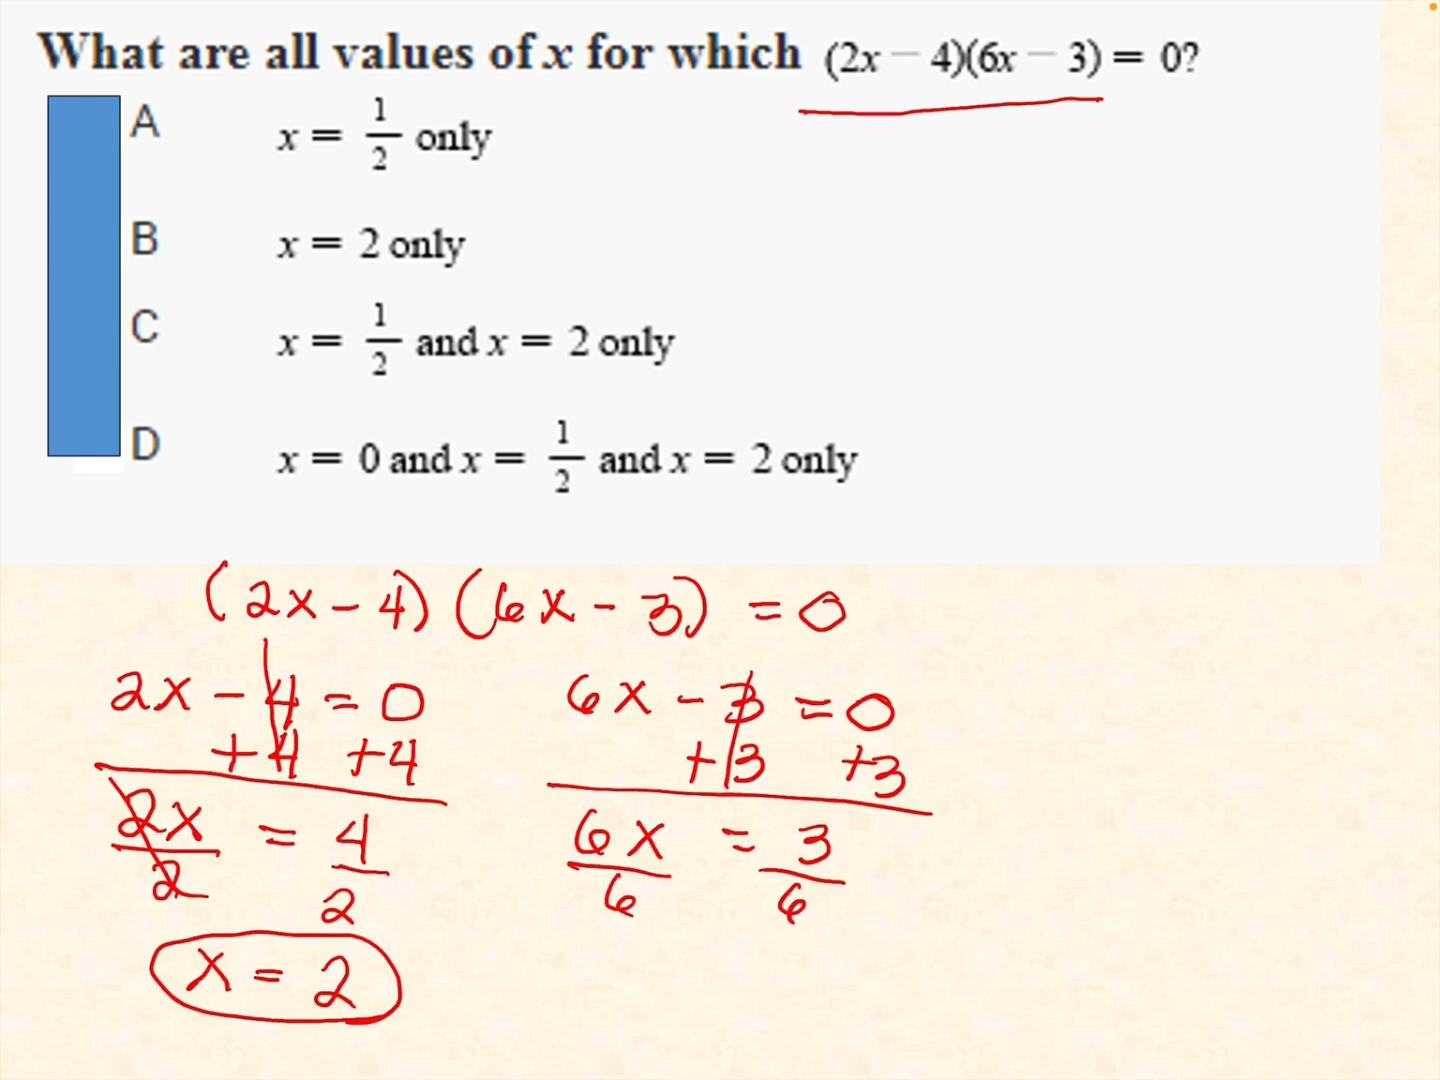 What are all values of x for which (2x − 4)(6x − 3) = 0?
A x = 1/2 only
B x = 2 only
C x = 1/2 and x = 2 only
D x = 0 and x = 1/2 and x = 2 only
(2x - 4) (6x - 3) = 0
2x - 4 = 0 6x - 3 = 0
+4 +4 +3 +3
2x/2 = 4/2 6x/6 = 3/6
x = 2